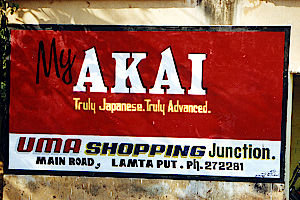 My AKAI
Truly Japanese. Truly Advanced.
UMA SHOPPING Junction.
MAIN ROAD, LAMTA PUT. Ph. 272281